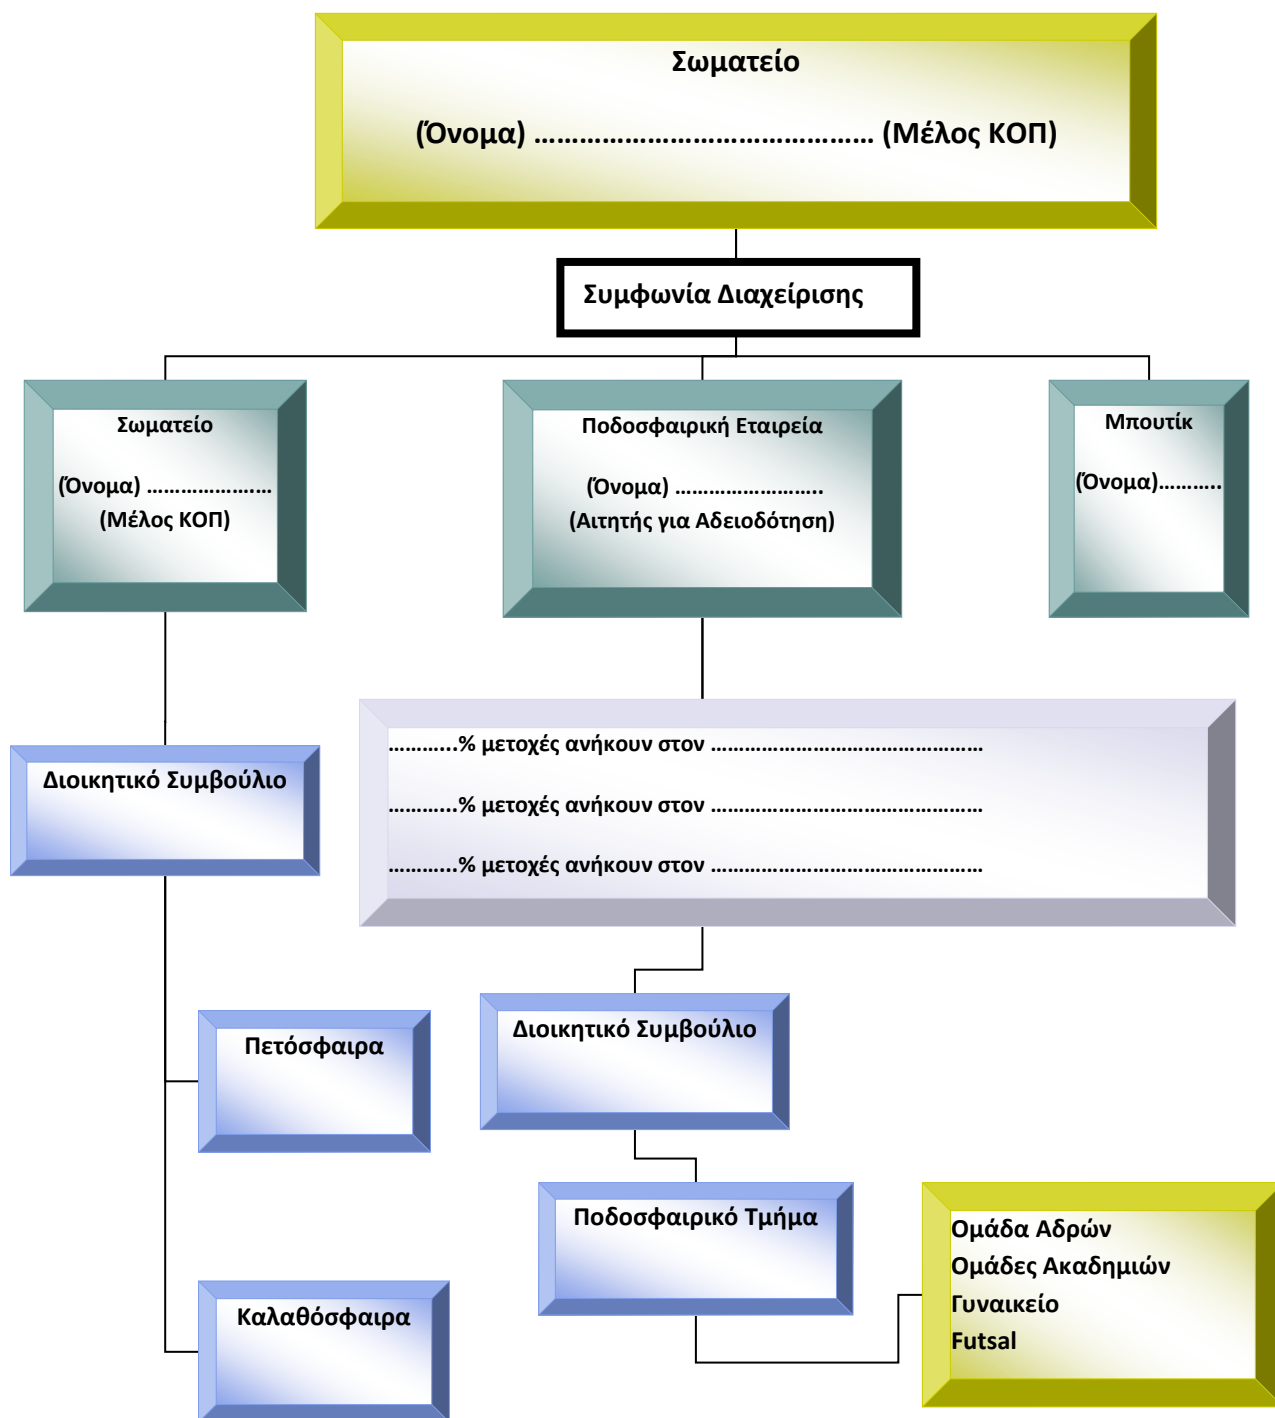 Σωματείο
(Όνομα) ……………………………………… (Μέλος ΚΟΠ)
Συμφωνία Διαχείρισης
Σωματείο
(Όνομα) ……………….…
(Μέλος ΚΟΠ)
Ποδοσφαιρική Εταιρεία
(Όνομα) ……………………..
(Αιτητής για Αδειοδότηση)
Μπουτίκ
(Όνομα)………..
………...% μετοχές ανήκουν στον ………………………………………
………...% μετοχές ανήκουν στον ………………………………………
………...% μετοχές ανήκουν στον ………………………………………
Διοικητικό Συμβούλιο
Πετόσφαιρα
Καλαθόσφαιρα
Διοικητικό Συμβούλιο
Ποδοσφαιρικό Τμήμα
Ομάδα Αδρών
Ομάδες Ακαδημιών
Γυναικείο
Futsal